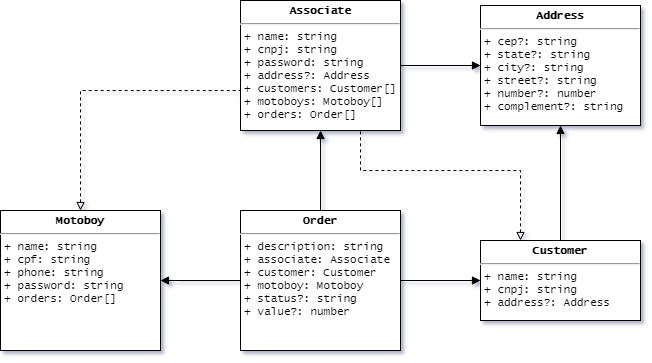 Associate
+ name: string
+ cnpj: string
+ password: string
+ address?: Address
+ customers: Customer[]
+ motoboys: Motoboy[]
+ orders: Order[]
Address
+ cep?: string
+ state?: string
+ city?: string
+ street?: string
+ number?: number
+ complement?: string
Motoboy
+ name: string
+ cpf: string
+ phone: string
+ password: string
+ orders: Order[]
Order
+ description: string
+ associate: Associate
+ customer: Customer
+ motoboy: Motoboy
+ status?: string
+ value?: number
Customer
+ name: string
+ cnpj: string
+ address?: Address